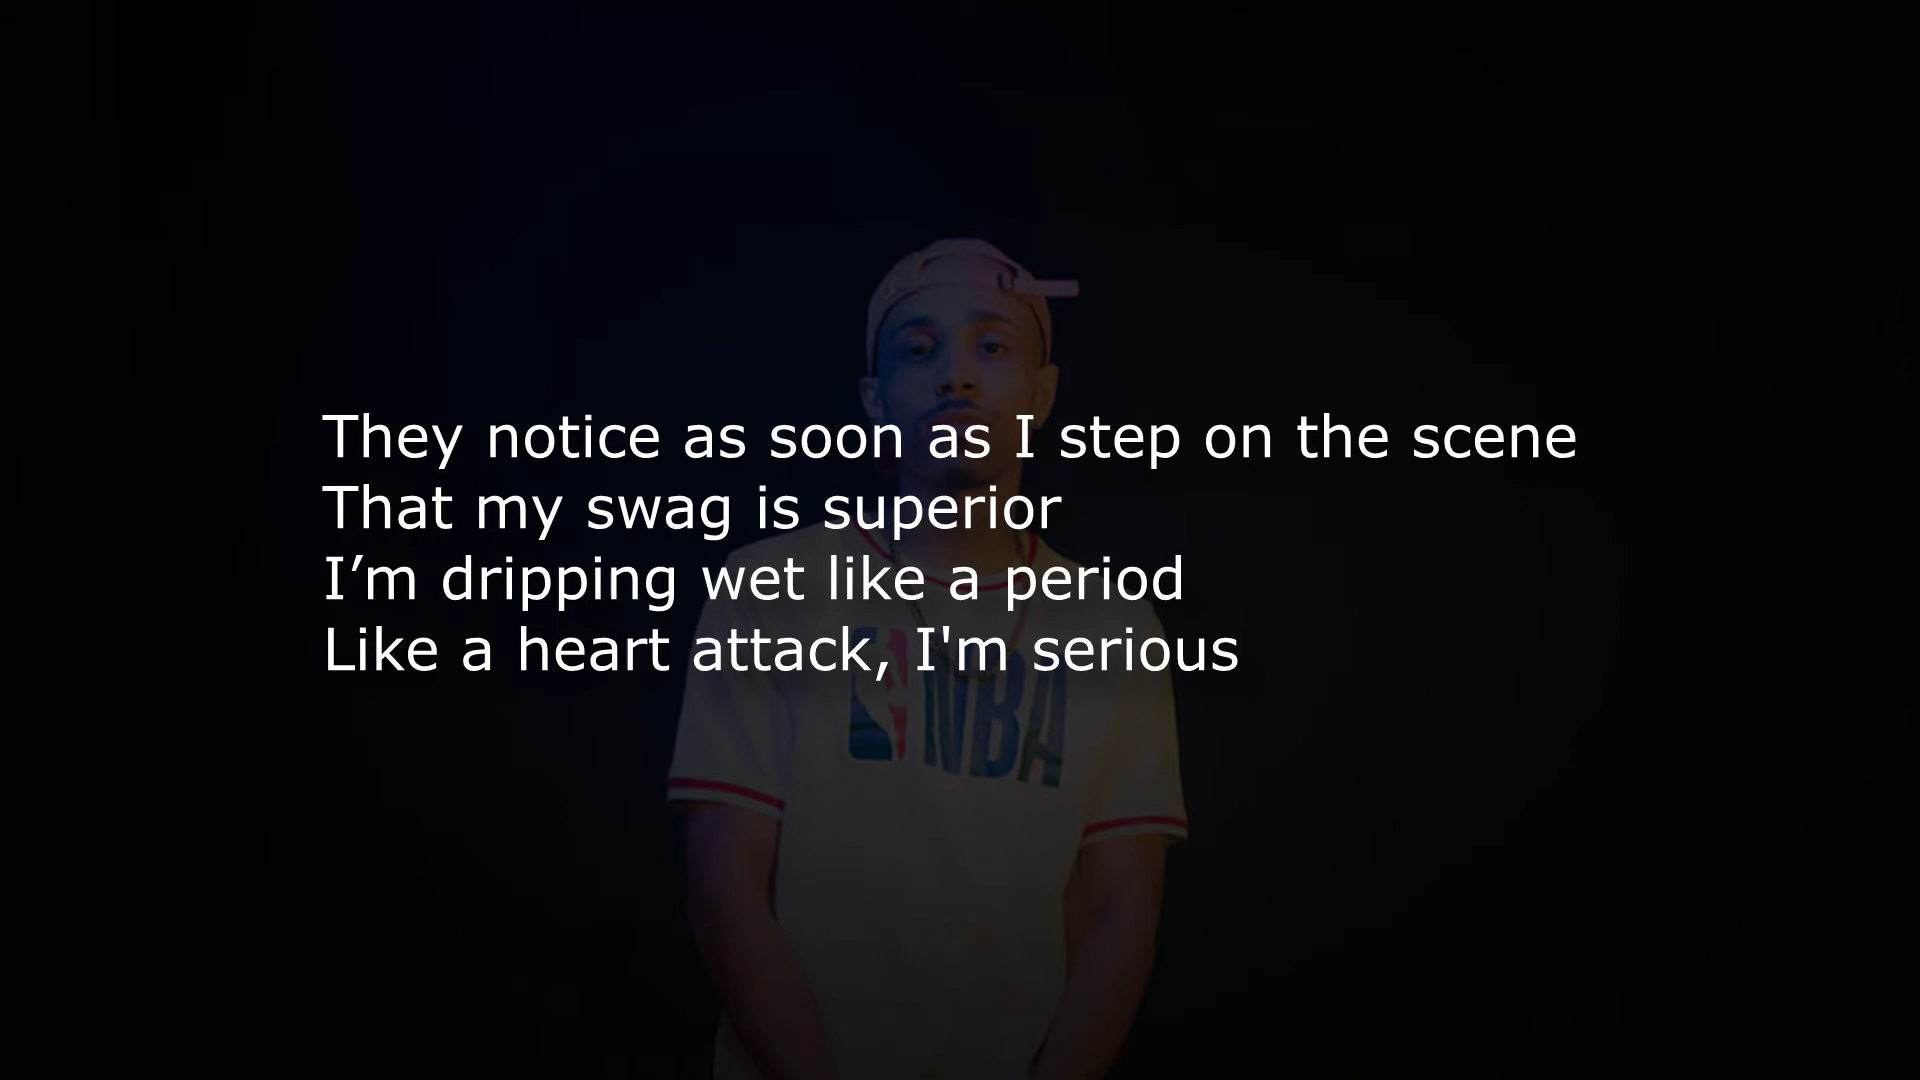 They notice as soon as I step on the scene
That my swag is superior
I’m dripping wet like a period
Like a heart attack, I'm serious
NBA